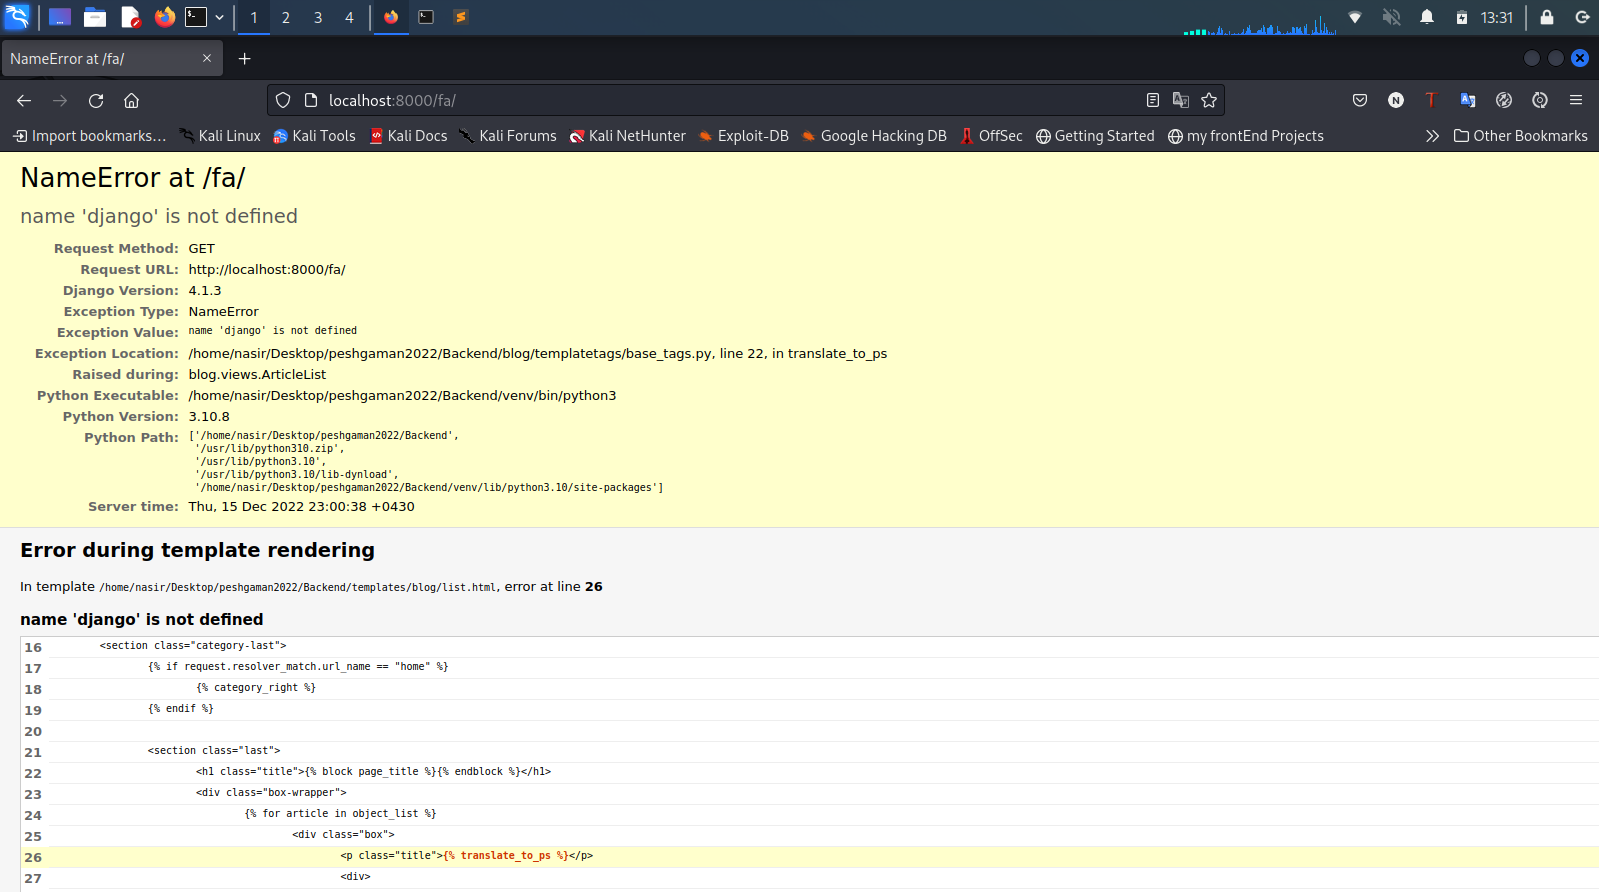 1 2 3 4 13:31
NameError at /fa/
localhost:8000/fa/
Import bookmarks... Kali Linux Kali Tools Kali Docs Kali Forums Kali NetHunter Exploit-DB Google Hacking DB OffSec Getting Started my frontEnd Projects Other Bookmarks
NameError at /fa/
name 'django' is not defined
Request Method: GET
Request URL: http://localhost:8000/fa/
Django Version: 4.1.3
Exception Type: NameError
Exception Value: name 'django' is not defined
Exception Location: /home/nasir/Desktop/peshgaman2022/Backend/blog/templatetags/base_tags.py, line 22, in translate_to_ps
Raised during: blog.views.ArticleList
Python Executable: /home/nasir/Desktop/peshgaman2022/Backend/venv/bin/python3
Python Version: 3.10.8
Python Path: ['/home/nasir/Desktop/peshgaman2022/Backend',
'/usr/lib/python310.zip',
'/usr/lib/python3.10',
'/usr/lib/python3.10/lib-dynload',
'/home/nasir/Desktop/peshgaman2022/Backend/venv/lib/python3.10/site-packages']
Server time: Thu, 15 Dec 2022 23:00:38 +0430
Error during template rendering
In template /home/nasir/Desktop/peshgaman2022/Backend/templates/blog/list.html, error at line 26
name 'django' is not defined
16 <section class="category-last">
17 {% if request.resolver_match.url_name == "home" %}
18 {% category_right %}
19 {% endif %}
20
21 <section class="last">
22 <h1 class="title">{% block page_title %}{% endblock %}</h1>
23 <div class="box-wrapper">
24 {% for article in object_list %}
25 <div class="box">
26 <p class="title">{% translate_to_ps %}</p>
27 <div>